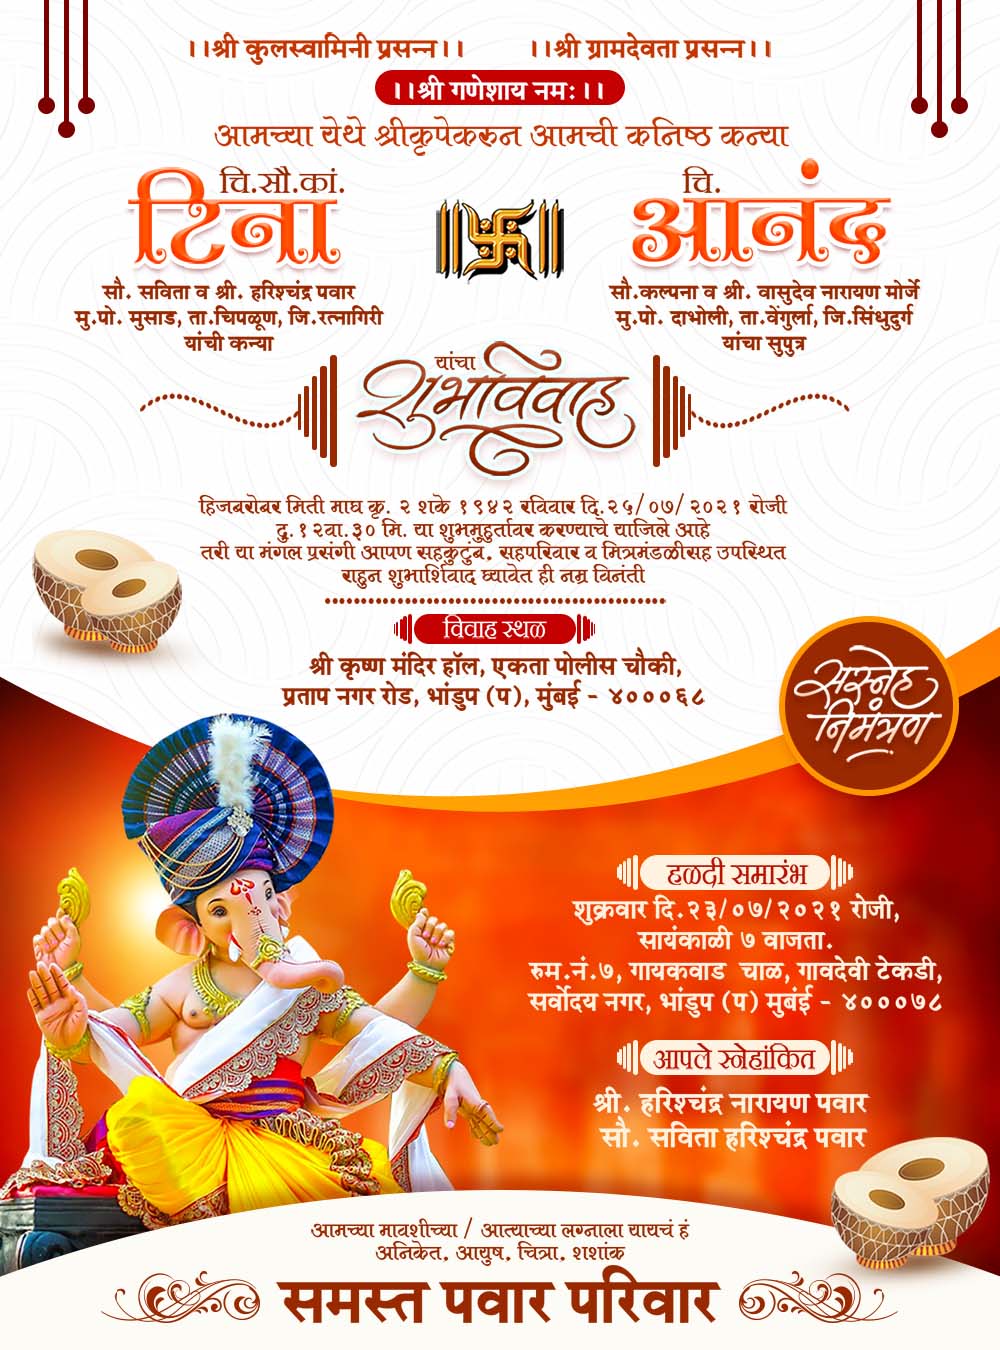 ।।श्री कुलस्वामिनी प्रसन्न।। ।।श्री ग्रामदेवता प्रसन्न।।
।।श्री गणेशाय नमः।।
आमच्या येथे श्रीकृपेकरुन आमची कनिष्ठ कन्या
चि.सौ.कां.
टिना
सौ. सविता व श्री. हरिश्चंद्र पवार
मु.पो. मुसाड, ता.चिपळूण, जि.रत्नागिरी
यांची कन्या
चि.
आनंद
सौ.कल्पना व श्री. वासुदेव नारायण मोर्जे
मु.पो. दाभोली, ता.वेंगुर्ला, जि.सिंधुदुर्ग
यांचा सुपुत्र
यांचा
शुभविवाह
हिजबरोबर मिती माघ कृ. २ शके १९४२ रविवार दि.२५/०७/२०२१ रोजी
दु.१२वा.३० मि. या शुभमुहुर्तावर करण्याचे याजिले आहे
तरी या मंगल प्रसंगी आपण सहकुटुंब, सहपरिवार व मित्रमंडळीसह उपस्थित
राहुन शुभार्शिवाद घ्यावेत ही नम्र विनंती
विवाह स्थळ
श्री कृष्ण मंदिर हॉल, एकता पोलीस चौकी,
प्रताप नगर रोड, भांडुप (प), मुंबई - ४०००६८
सस्नेह
निमंत्रण
हळदी समारंभ
शुक्रवार दि.२३/०७/२०२१ रोजी,
सायंकाळी ७ वाजता.
रुम.नं.७, गायकवाड चाळ, गावदेवी टेकडी,
सर्वोदय नगर, भांडुप (प) मुबंई - ४०००७८
आपले स्नेहांकित
श्री. हरिश्चंद्र नारायण पवार
सौ. सविता हरिश्चंद्र पवार
आमच्या मावशीच्या / आत्याच्या लग्नाला यायचं हं
अनिकेत, आयुष, चित्रा, शशांक
समस्त पवार परिवार